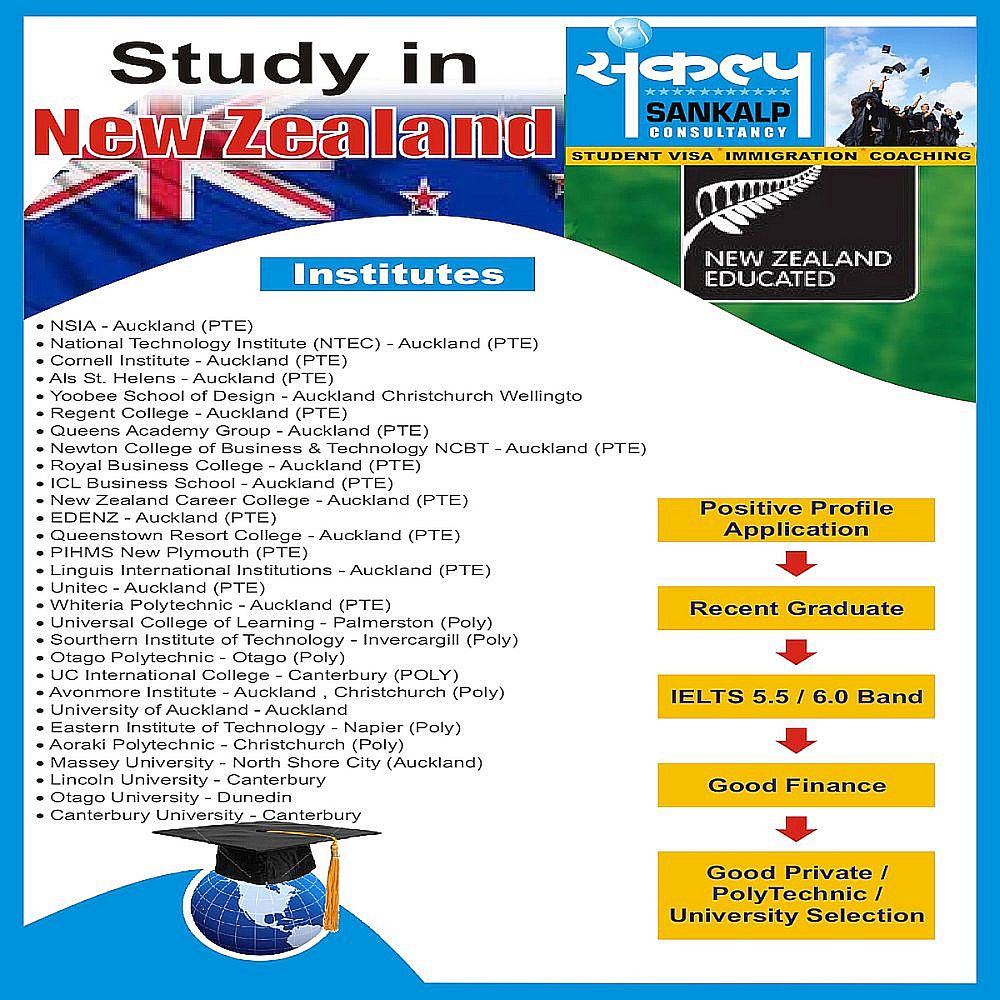 Study in
New Zealand
संकल्प
SANKALP
CONSULTANCY
STUDENT VISA * IMMIGRATION * COACHING
NEW ZEALAND
EDUCATED
Institutes
• NSIA - Auckland (PTE)
• National Technology Institute (NTEC) - Auckland (PTE)
• Cornell Institute - Auckland (PTE)
• Als St. Helens - Auckland (PTE)
• Yoobee School of Design - Auckland Christchurch Wellingto
• Regent College - Auckland (PTE)
• Queens Academy Group - Auckland (PTE)
• Newton College of Business & Technology NCBT - Auckland (PTE)
• Royal Business College - Auckland (PTE)
• ICL Business School - Auckland (PTE)
• New Zealand Career College - Auckland (PTE)
• EDENZ - Auckland (PTE)
• Queenstown Resort College - Auckland (PTE)
• PIHMS New Plymouth (PTE)
• Linguis International Institutions - Auckland (PTE)
• Unitec - Auckland (PTE)
• Whiteria Polytechnic - Auckland (PTE)
• Universal College of Learning - Palmerston (Poly)
• Sourthern Institute of Technology - Invercargill (Poly)
• Otago Polytechnic - Otago (Poly)
• UC International College - Canterbury (POLY)
• Avonmore Institute - Auckland , Christchurch (Poly)
• University of Auckland - Auckland
• Eastern Institute of Technology - Napier (Poly)
• Aoraki Polytechnic - Christchurch (Poly)
• Massey University - North Shore City (Auckland)
• Lincoln University - Canterbury
• Otago University - Dunedin
• Canterbury University - Canterbury
Positive Profile
Application
Recent Graduate
IELTS 5.5 / 6.0 Band
Good Finance
Good Private /
PolyTechnic /
University Selection